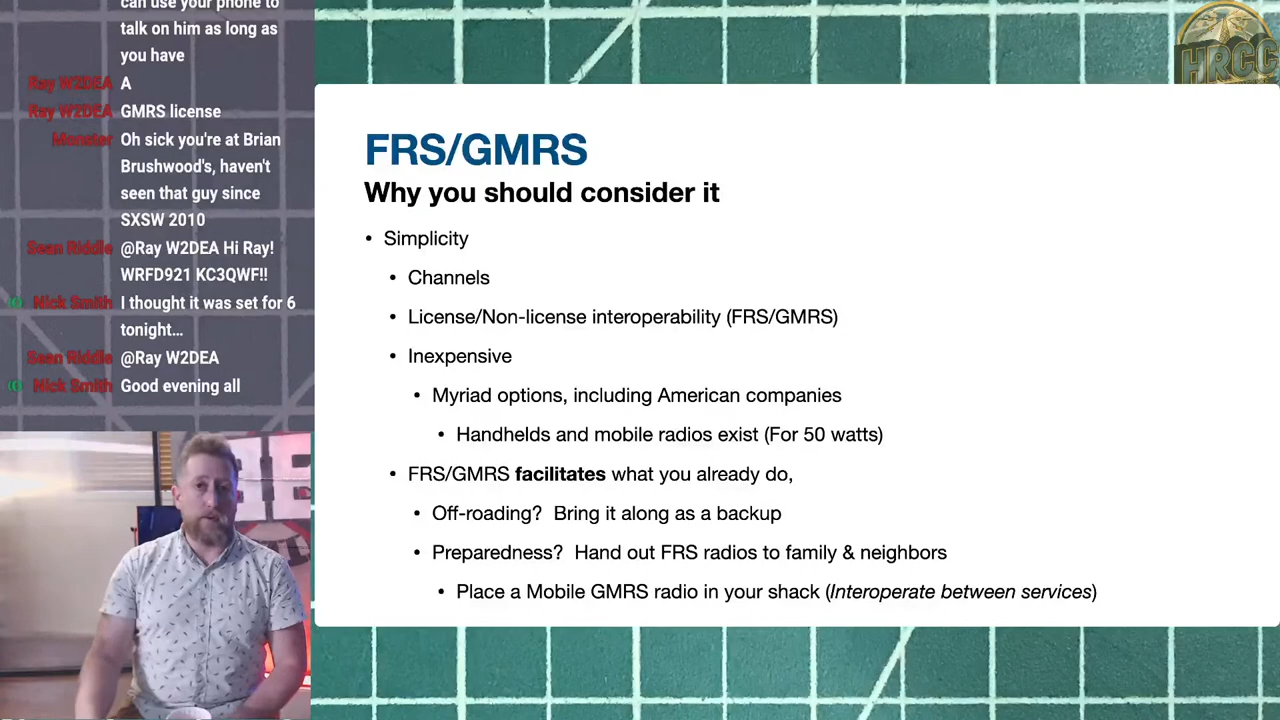 can use your phone to
talk on him as long as
you have
Ray W2DEA A
Ray W2DEA GMRS license
Monster Oh sick you're at Brian
Brushwood's, haven't
seen that guy since
SXSW 2010
Sean Riddle @Ray W2DEA Hi Ray!
WRFD921 KC3QWF!!
Nick Smith I thought it was set for 6
tonight...
Sean Riddle @Ray W2DEA
Nick Smith Good evening all
HRCC
FRS/GMRS
Why you should consider it
• Simplicity
• Channels
• License/Non-license interoperability (FRS/GMRS)
• Inexpensive
• Myriad options, including American companies
• Handhelds and mobile radios exist (For 50 watts)
• FRS/GMRS facilitates what you already do,
• Off-roading? Bring it along as a backup
• Preparedness? Hand out FRS radios to family & neighbors
• Place a Mobile GMRS radio in your shack (Interoperate between services)